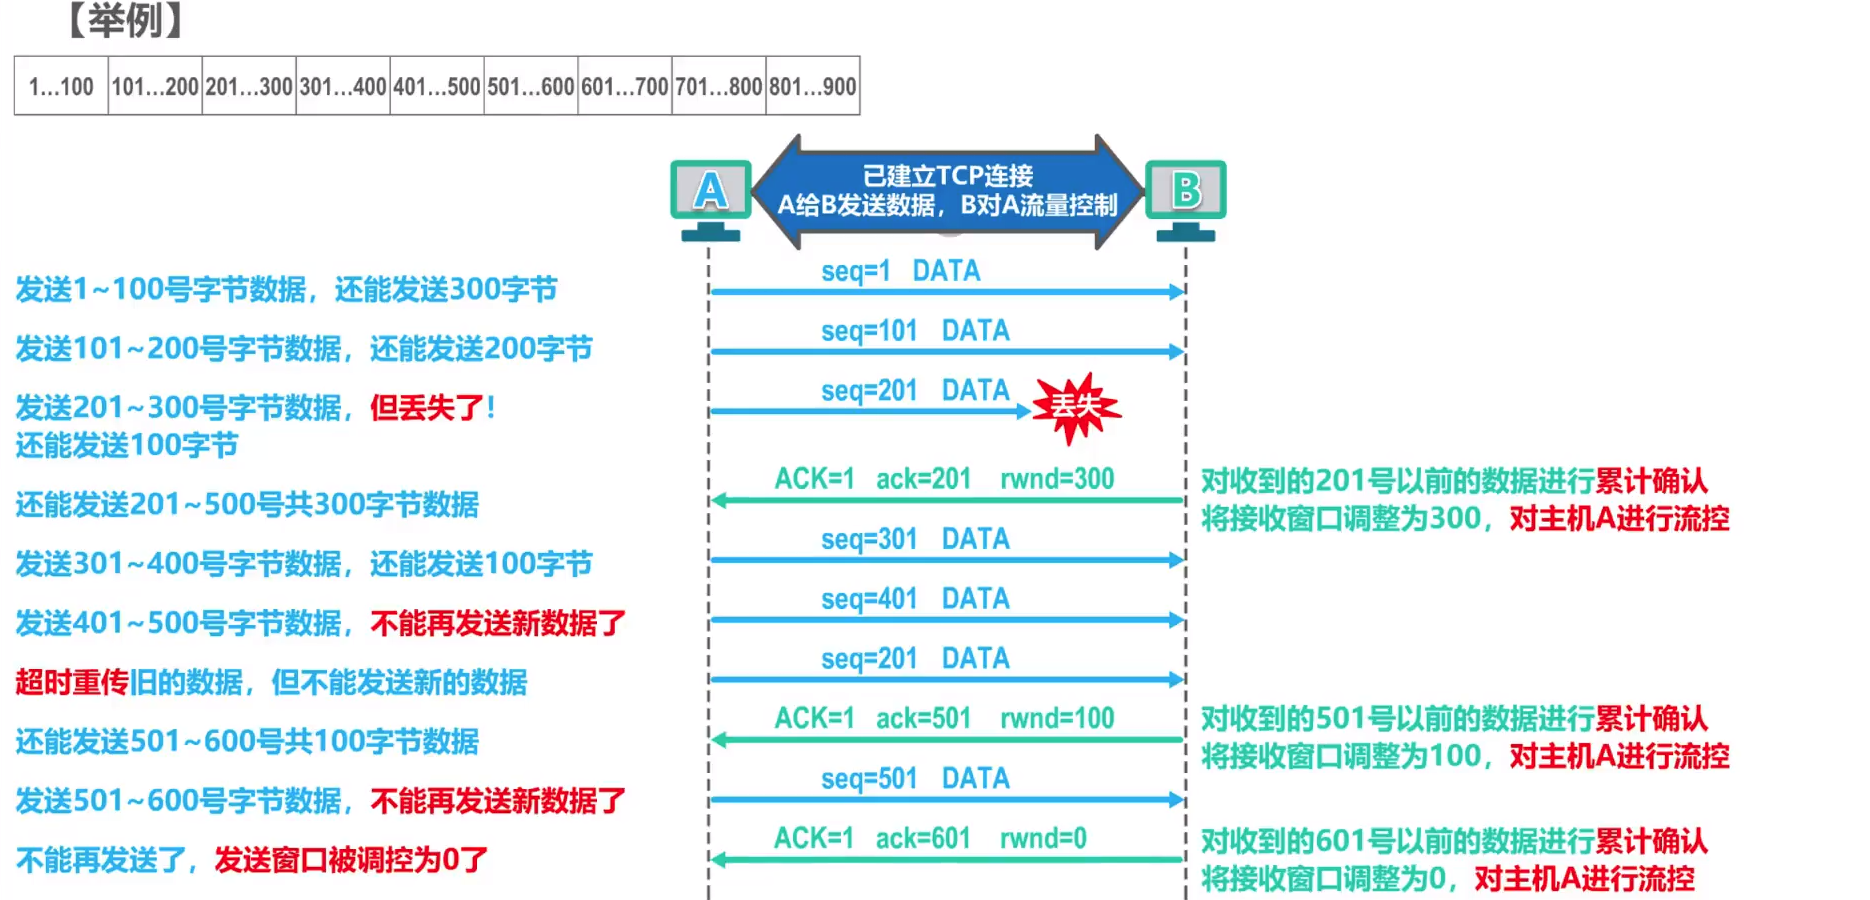 【举例】
1...100 101...200 201...300 301...400 401...500 501...600 601...700 701...800 801...900
A
已建立TCP连接
A给B发送数据，B对A流量控制
B
seq=1 DATA
发送1~100号字节数据，还能发送300字节
seq=101 DATA
发送101~200号字节数据，还能发送200字节
seq=201 DATA
丢失
发送201~300号字节数据，但丢失了！
还能发送100字节
ACK=1 ack=201 rwnd=300
对收到的201号以前的数据进行累计确认
将接收窗口调整为300，对主机A进行流控
还能发送201~500号共300字节数据
seq=301 DATA
发送301~400号字节数据，还能发送100字节
seq=401 DATA
发送401~500号字节数据，不能再发送新数据了
seq=201 DATA
超时重传旧的数据，但不能发送新的数据
ACK=1 ack=501 rwnd=100
对收到的501号以前的数据进行累计确认
将接收窗口调整为100，对主机A进行流控
还能发送501~600号共100字节数据
seq=501 DATA
发送501~600号字节数据，不能再发送新数据了
ACK=1 ack=601 rwnd=0
对收到的601号以前的数据进行累计确认
将接收窗口调整为0，对主机A进行流控
不能再发送了，发送窗口被调控为0了